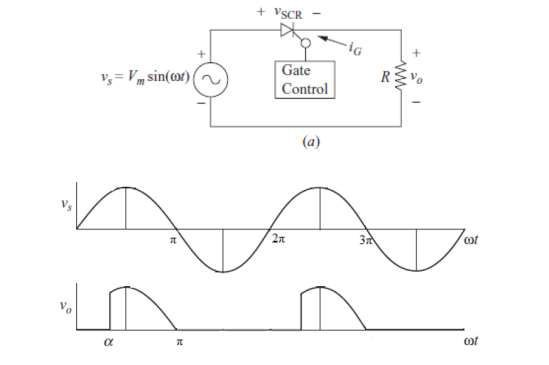 + vSCR −
iG
+
Gate
Control
vs = Vm sin(ωt)
−
+
R
vo
−
(a)
vs
π
2π
3π
ωt
vo
α
π
ωt